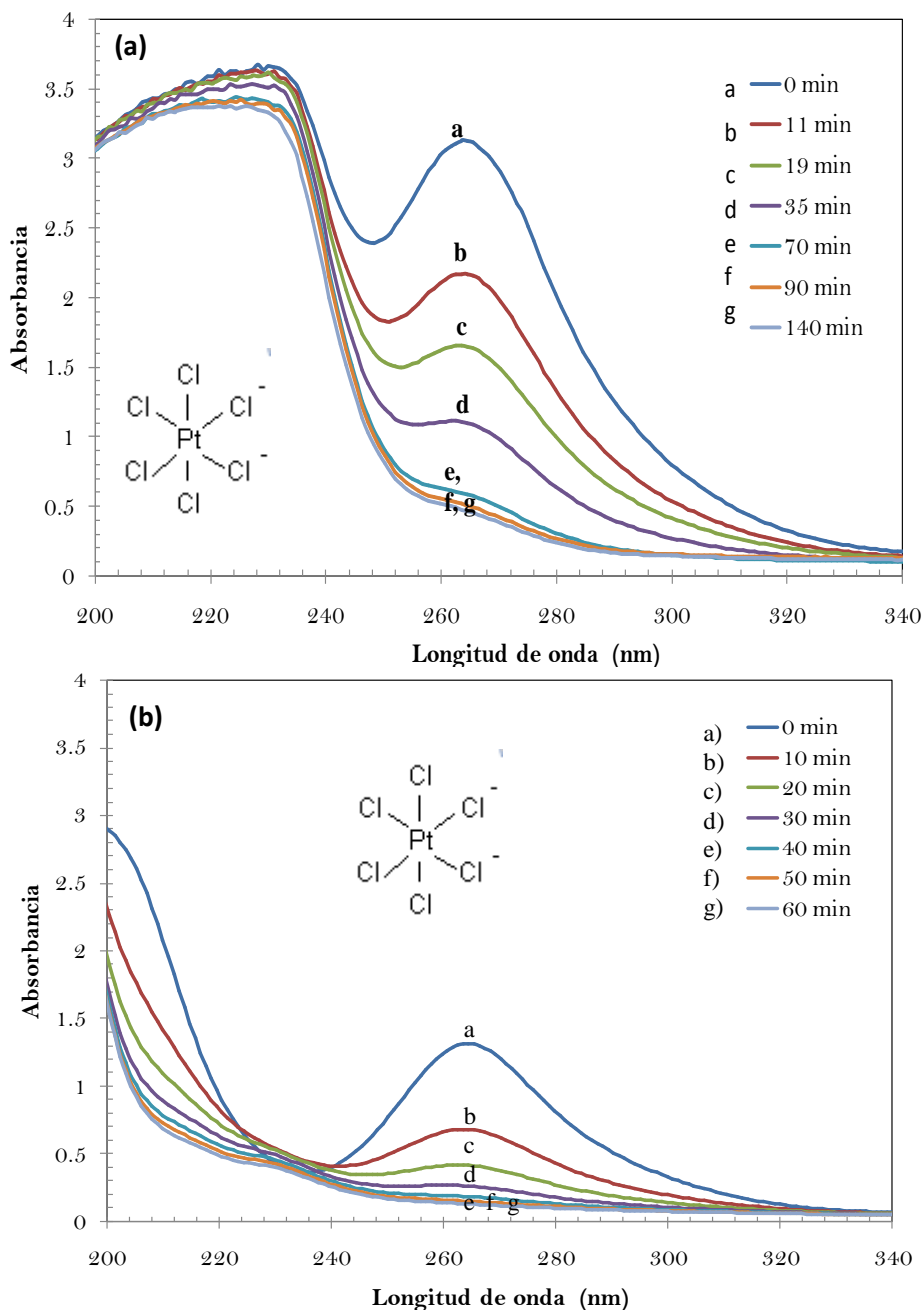 (a)
4
3.5
3
2.5
2
1.5
1
0.5
0
Absorbancia
200 220 240 260 280 300 320 340
Longitud de onda (nm)
a
b
c
d
e,
f, g
a 0 min
b 11 min
c 19 min
d 35 min
e 70 min
f 90 min
g 140 min
Cl
Cl Cl -
Pt
Cl Cl -
Cl
(b)
4
3.5
3
2.5
2
1.5
1
0.5
0
Absorbancia
200 220 240 260 280 300 320 340
Longitud de onda (nm)
a
b
c
d
e f g
a) 0 min
b) 10 min
c) 20 min
d) 30 min
e) 40 min
f) 50 min
g) 60 min
Cl
Cl Cl -
Pt
Cl Cl -
Cl